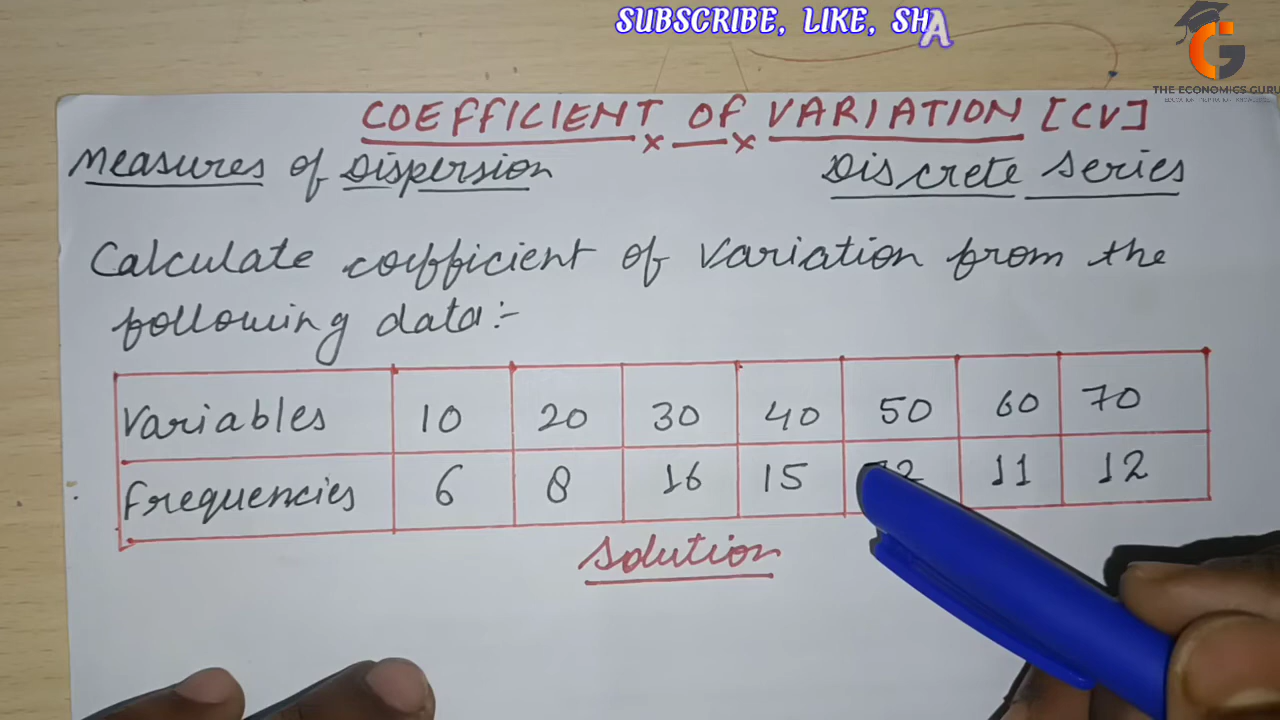 SUBSCRIBE, LIKE, SHA
G
THE ECONOMICS GURU
COEFFICIENT OF VARIATION [CV]
Measures of Dispersion
Discrete Series
Calculate coefficient of variation from the
following data:-
Variables 10 20 30 40 50 60 70
Frequencies 6 8 16 15 11 12
Solution